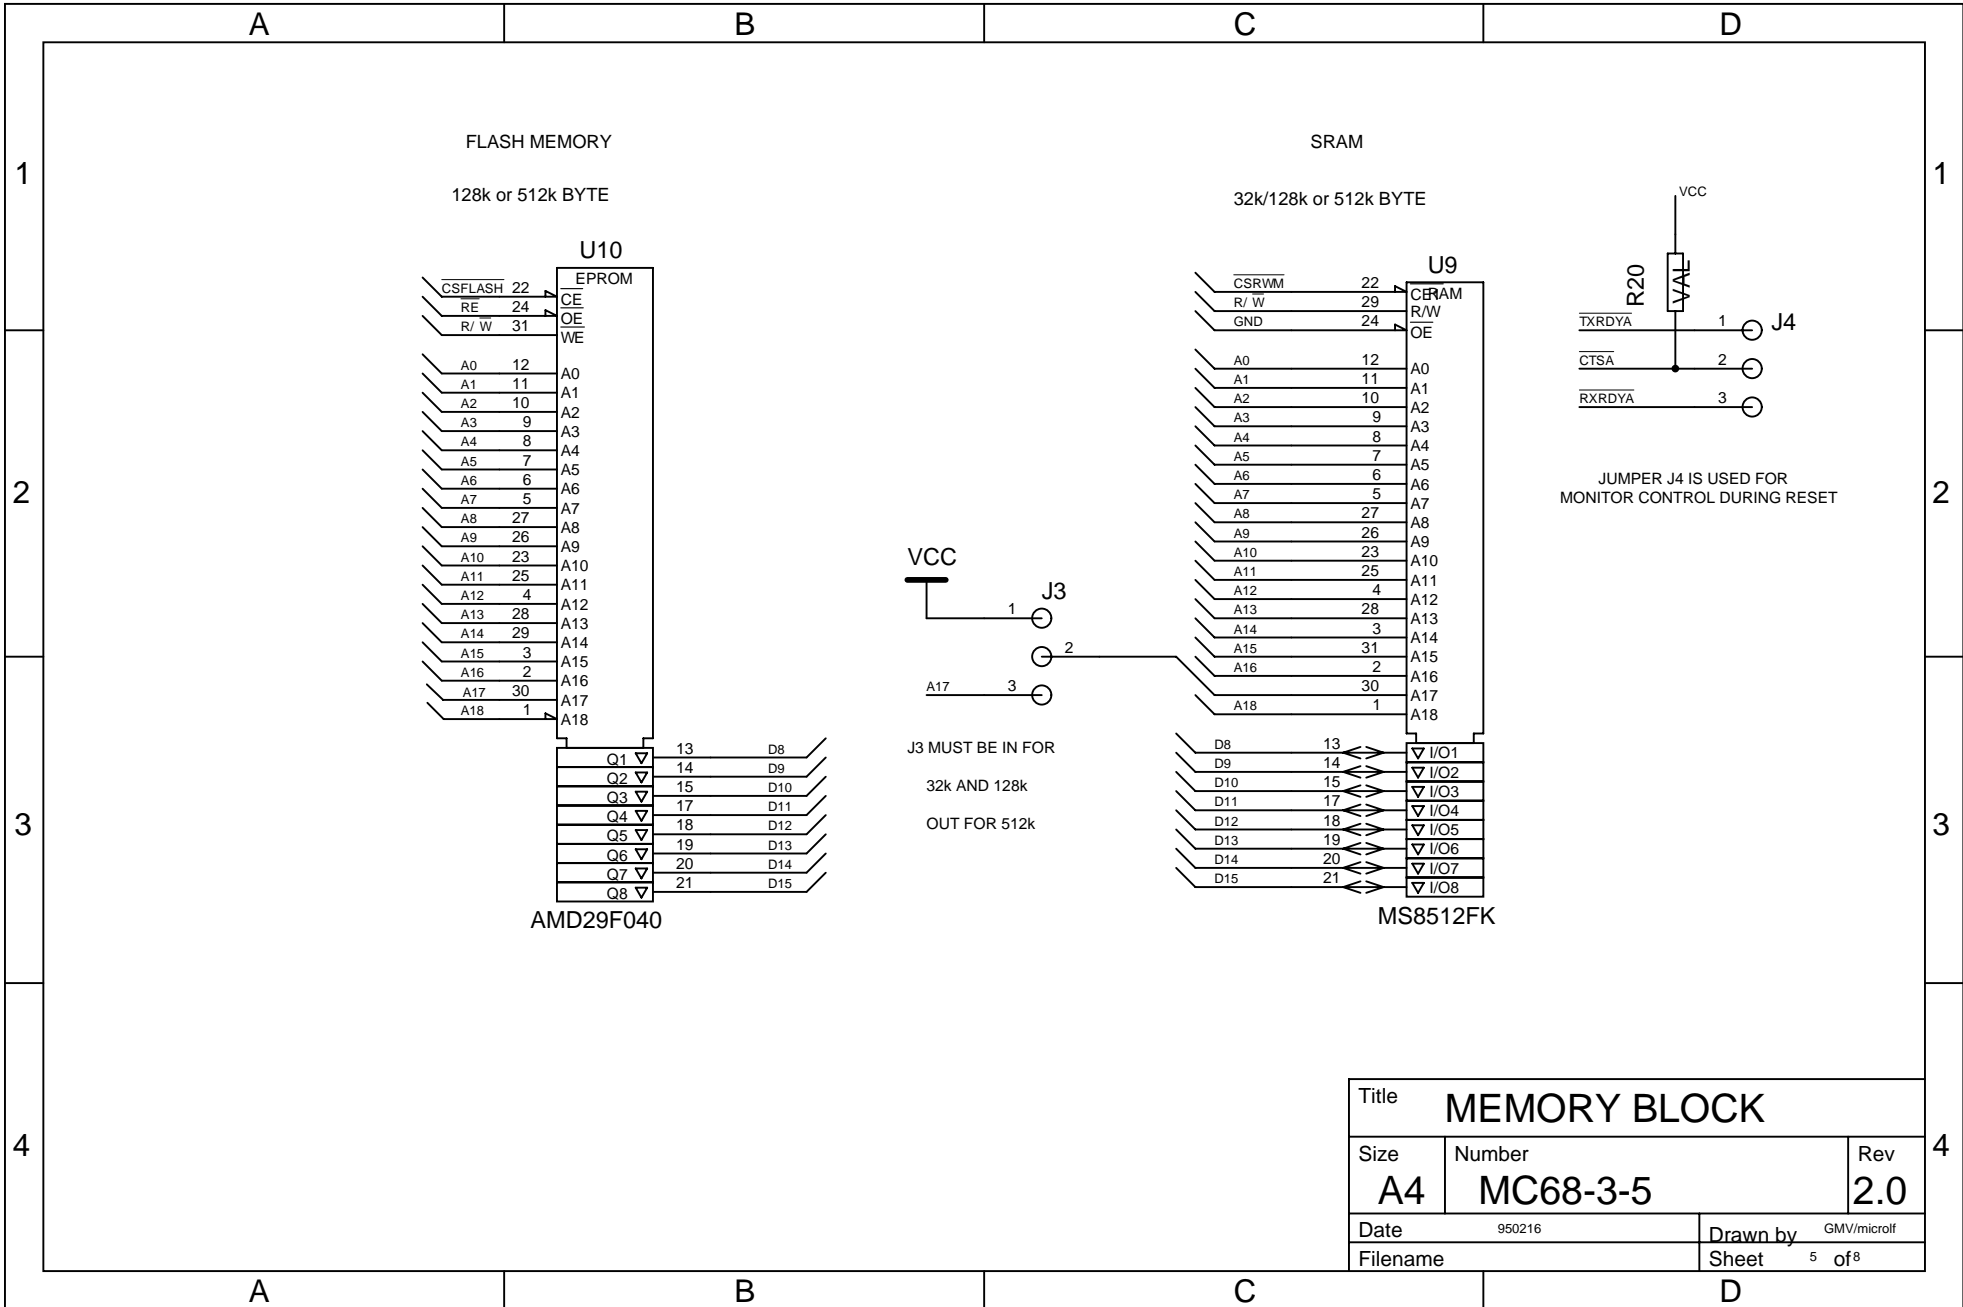 A B C D
1 1
2 2
3 3
4 4
FLASH MEMORY
128k or 512k BYTE
U10
EPROM
CSFLASH 22 CE
RE 24 OE
R/ W 31 WE
A0 12 A0
A1 11 A1
A2 10 A2
A3 9 A3
A4 8 A4
A5 7 A5
A6 6 A6
A7 5 A7
A8 27 A8
A9 26 A9
A10 23 A10
A11 25 A11
A12 4 A12
A13 28 A13
A14 29 A14
A15 3 A15
A16 2 A16
A17 30 A17
A18 1 A18
Q1 13 D8
Q2 14 D9
Q3 15 D10
Q4 17 D11
Q5 18 D12
Q6 19 D13
Q7 20 D14
Q8 21 D15
AMD29F040
VCC
J3
1
2
A17 3
J3 MUST BE IN FOR
32k AND 128k
OUT FOR 512k
SRAM
32k/128k or 512k BYTE
U9
RAM
CSRWM 22 CE1
R/ W 29 R/W
GND 24 OE
A0 12 A0
A1 11 A1
A2 10 A2
A3 9 A3
A4 8 A4
A5 7 A5
A6 6 A6
A7 5 A7
A8 27 A8
A9 26 A9
A10 23 A10
A11 25 A11
A12 4 A12
A13 28 A13
A14 3 A14
A15 31 A15
A16 2 A16
30 A17
A18 1 A18
D8 13 I/O1
D9 14 I/O2
D10 15 I/O3
D11 17 I/O4
D12 18 I/O5
D13 19 I/O6
D14 20 I/O7
D15 21 I/O8
MS8512FK
VCC
R20
VAL
TXRDYA 1 J4
CTSA 2
RXRDYA 3
JUMPER J4 IS USED FOR
MONITOR CONTROL DURING RESET
Title MEMORY BLOCK
Size Number Rev
A4 MC68-3-5 2.0
Date 950216 Drawn by GMV/microlf
Filename Sheet 5 of 8
A B C D